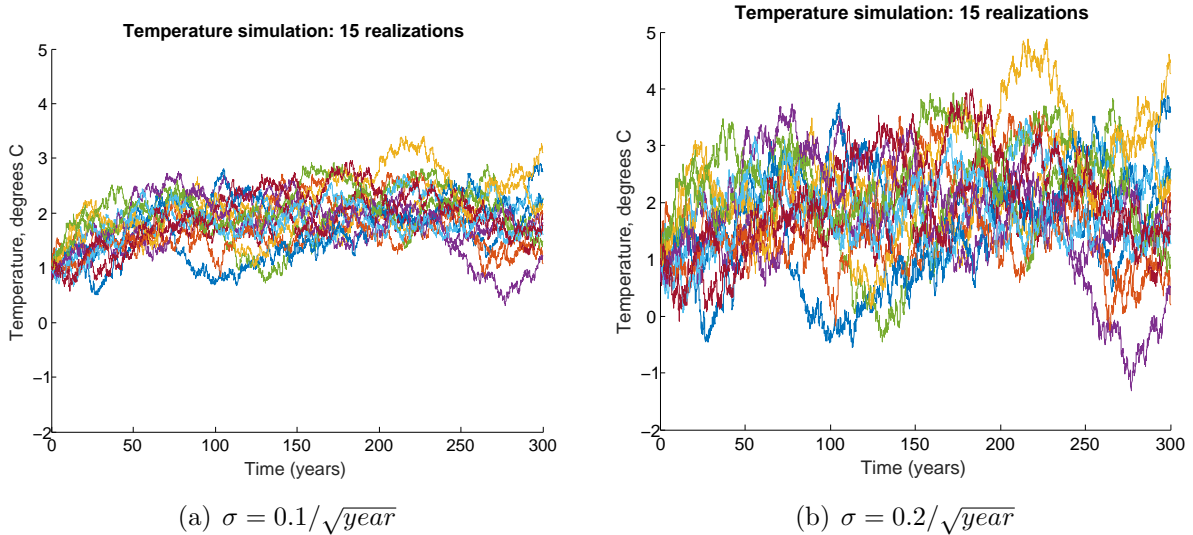 Temperature simulation: 15 realizations
Temperature, degrees C
5
4
3
2
1
0
−1
−2
0 50 100 150 200 250 300
Time (years)
(a) σ = 0.1/√year
Temperature simulation: 15 realizations
Temperature, degrees C
5
4
3
2
1
0
−1
−2
0 50 100 150 200 250 300
Time (years)
(b) σ = 0.2/√year